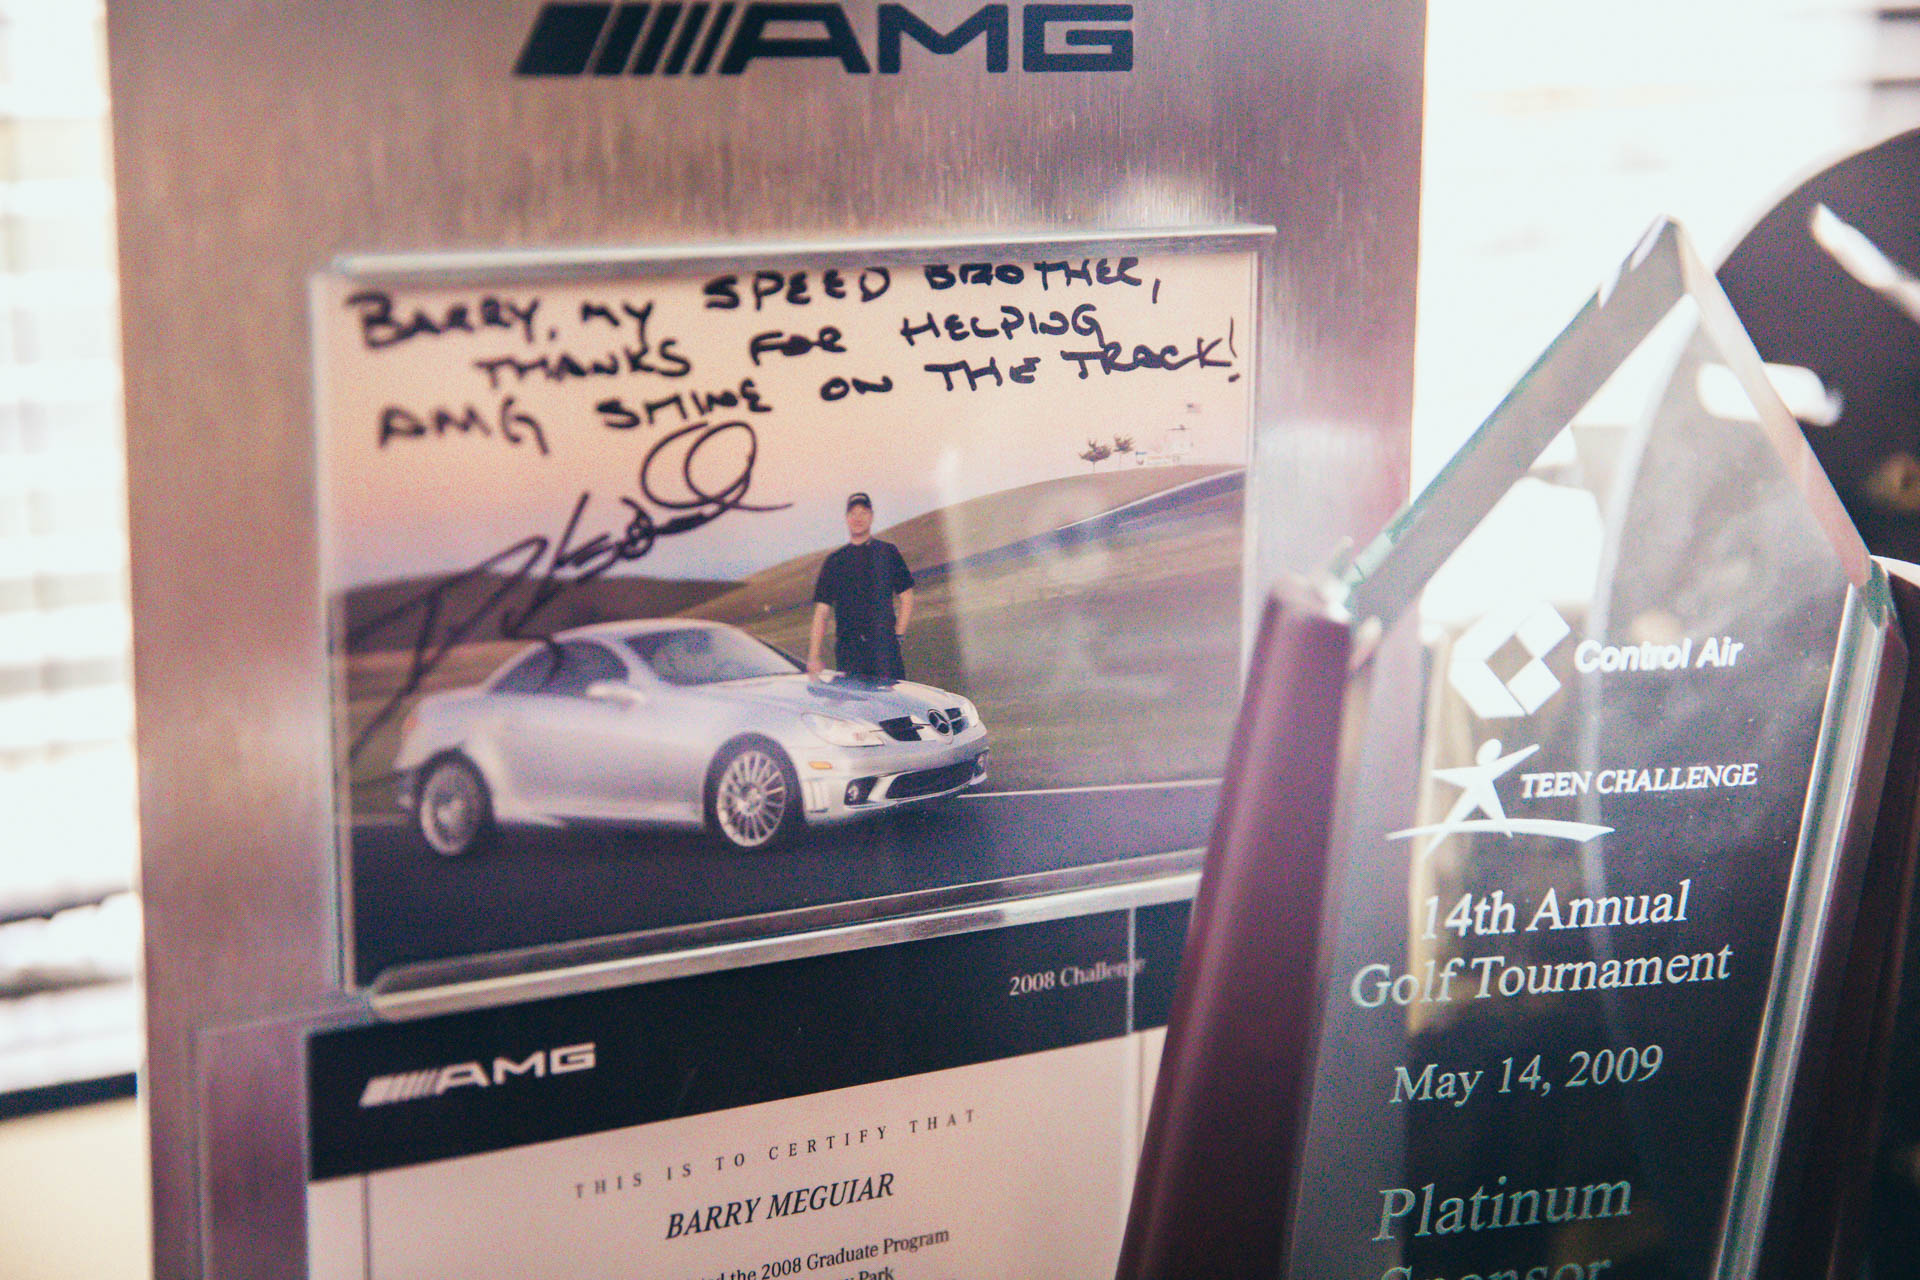 AMG
BARRY, MY SPEED BROTHER,
THANKS FOR HELPING
AMG SHINE ON THE TRACK!
2008 Challenge
AMG
THIS IS TO CERTIFY THAT
BARRY MEGUIAR
the 2008 Graduate Program
Park
Control Air
TEEN CHALLENGE
14th Annual
Golf Tournament
May 14, 2009
Platinum
Sponsor